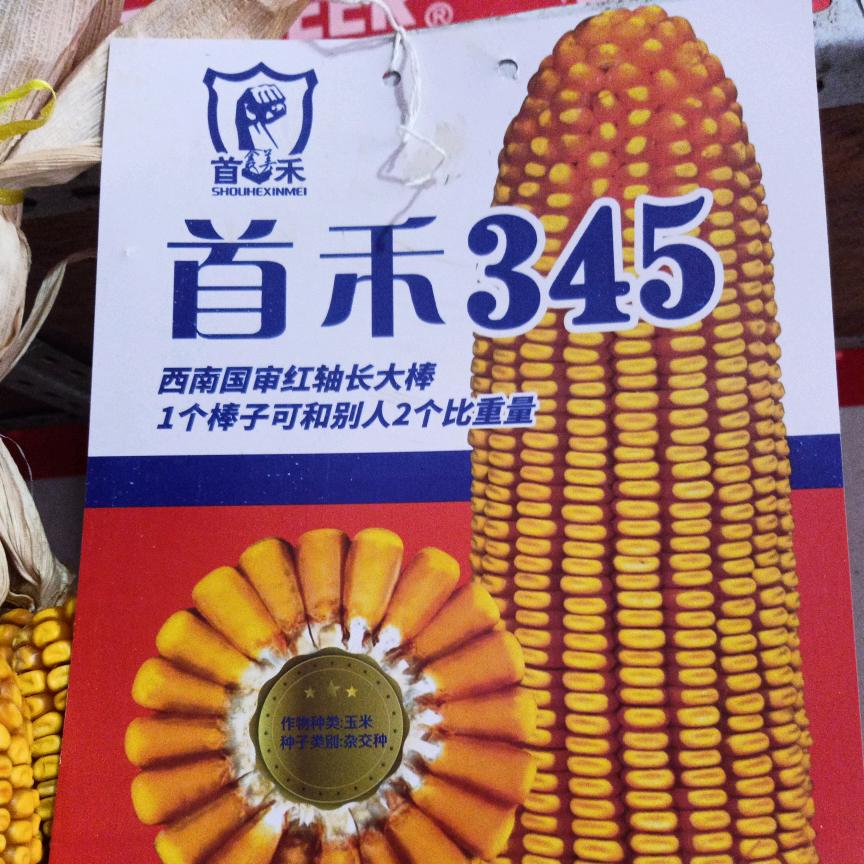 EER®
首禾
SHOUHEXINMEI
首禾345
西南国审红轴长大棒
1个棒子可和别人2个比重量
作物种类:玉米
种子类别:杂交种